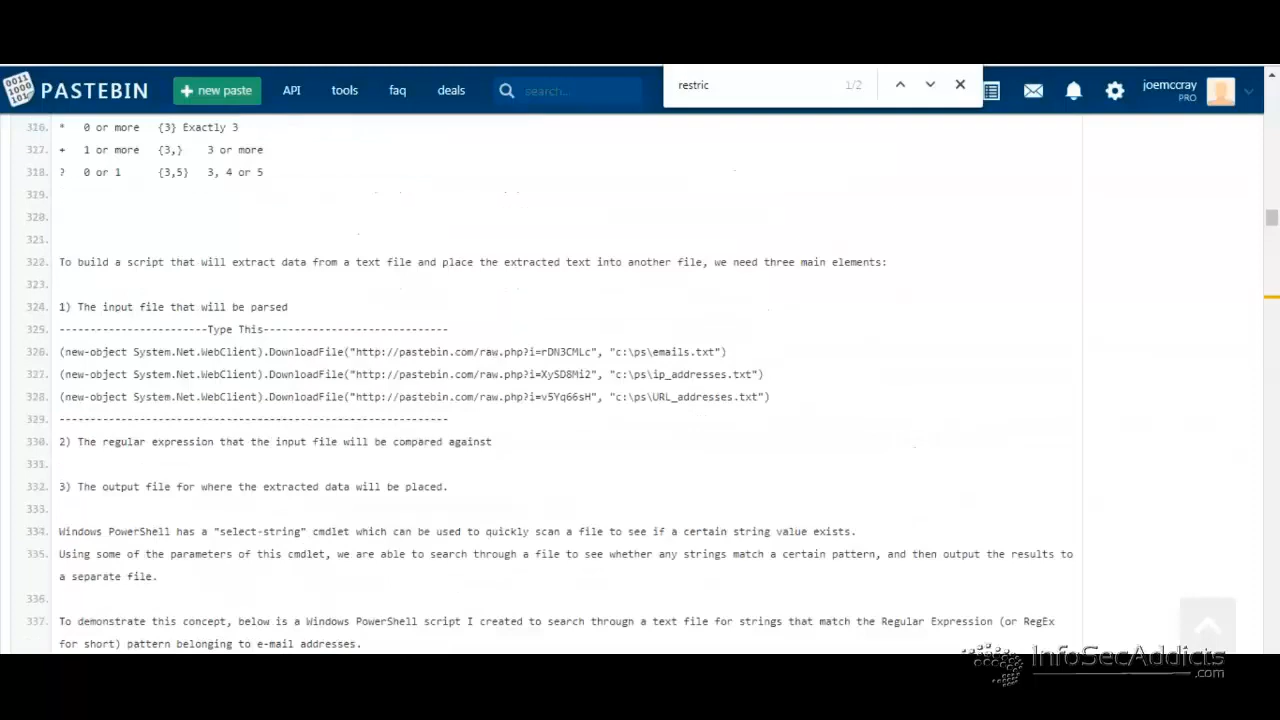 0011
1000
101
PASTEBIN
+ new paste
API
tools
faq
deals
search...
restric
1/2
joemccray
PRO
316. * 0 or more {3} Exactly 3
317. + 1 or more {3,} 3 or more
318. ? 0 or 1 {3,5} 3, 4 or 5
319.
320.
321.
322. To build a script that will extract data from a text file and place the extracted text into another file, we need three main elements:
323.
324. 1) The input file that will be parsed
329. ------------------------Type This------------------------------
326. (new-object System.Net.WebClient).DownloadFile("http://pastebin.com/raw.php?i=rDN3CMLc", "c:\ps\emails.txt")
327. (new-object System.Net.WebClient).DownloadFile("http://pastebin.com/raw.php?i=XySD8Mi2", "c:\ps\ip_addresses.txt")
328. (new-object System.Net.WebClient).DownloadFile("http://pastebin.com/raw.php?i=v5Yq66sH", "c:\ps\URL_addresses.txt")
329. ---------------------------------------------------------------
330. 2) The regular expression that the input file will be compared against
331.
332. 3) The output file for where the extracted data will be placed.
333.
334. Windows PowerShell has a "select-string" cmdlet which can be used to quickly scan a file to see if a certain string value exists.
335. Using some of the parameters of this cmdlet, we are able to search through a file to see whether any strings match a certain pattern, and then output the results to
a separate file.
336.
337. To demonstrate this concept, below is a Windows PowerShell script I created to search through a text file for strings that match the Regular Expression (or RegEx
for short) pattern belonging to e-mail addresses.
InfoSecAddicts
.com